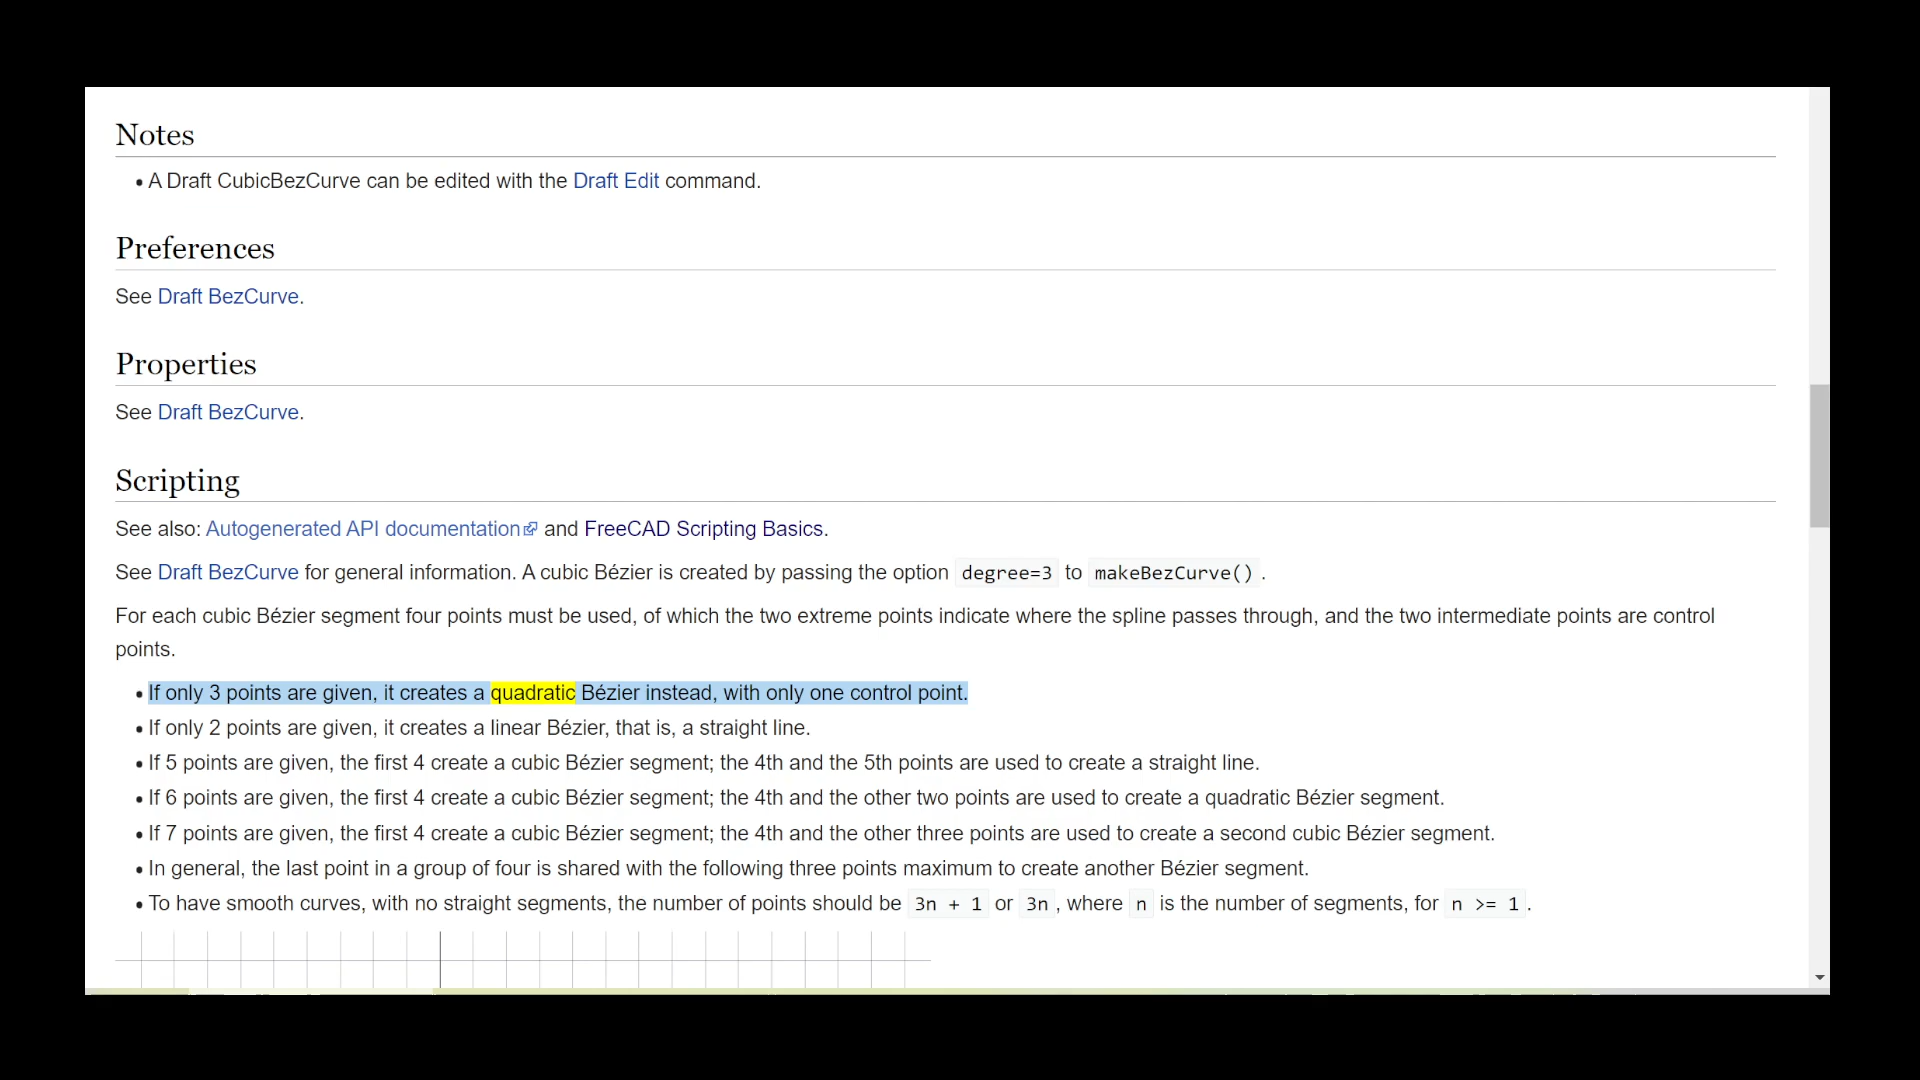 Notes
• A Draft CubicBezCurve can be edited with the Draft Edit command.
Preferences
See Draft BezCurve.
Properties
See Draft BezCurve.
Scripting
See also: Autogenerated API documentation and FreeCAD Scripting Basics.
See Draft BezCurve for general information. A cubic Bézier is created by passing the option degree=3 to makeBezCurve() .
For each cubic Bézier segment four points must be used, of which the two extreme points indicate where the spline passes through, and the two intermediate points are control
points.
• If only 3 points are given, it creates a quadratic Bézier instead, with only one control point.
• If only 2 points are given, it creates a linear Bézier, that is, a straight line.
• If 5 points are given, the first 4 create a cubic Bézier segment; the 4th and the 5th points are used to create a straight line.
• If 6 points are given, the first 4 create a cubic Bézier segment; the 4th and the other two points are used to create a quadratic Bézier segment.
• If 7 points are given, the first 4 create a cubic Bézier segment; the 4th and the other three points are used to create a second cubic Bézier segment.
• In general, the last point in a group of four is shared with the following three points maximum to create another Bézier segment.
• To have smooth curves, with no straight segments, the number of points should be 3n + 1 or 3n , where n is the number of segments, for n >= 1 .